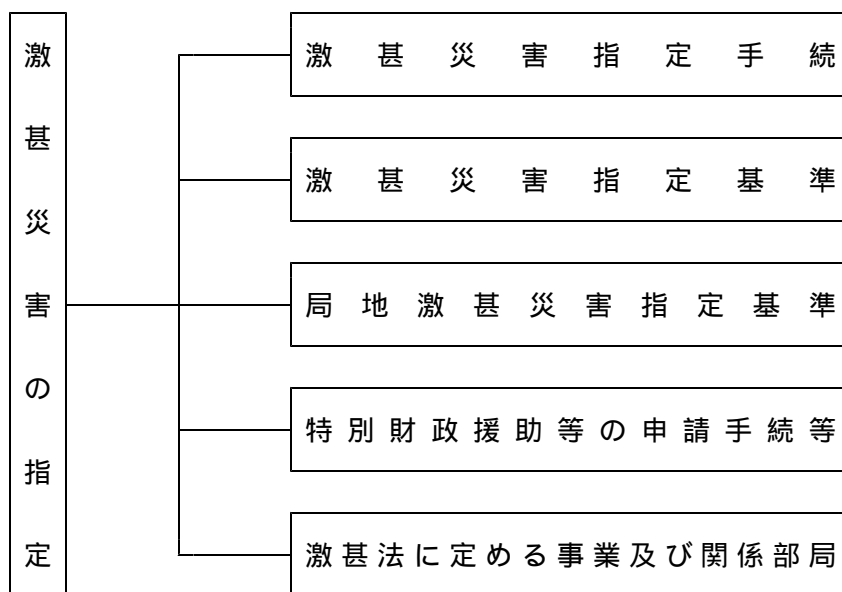 激甚災害の指定
激甚災害指定手続
激甚災害指定基準
局地激甚災害指定基準
特別財政援助等の申請手続等
激甚法に定める事業及び関係部局